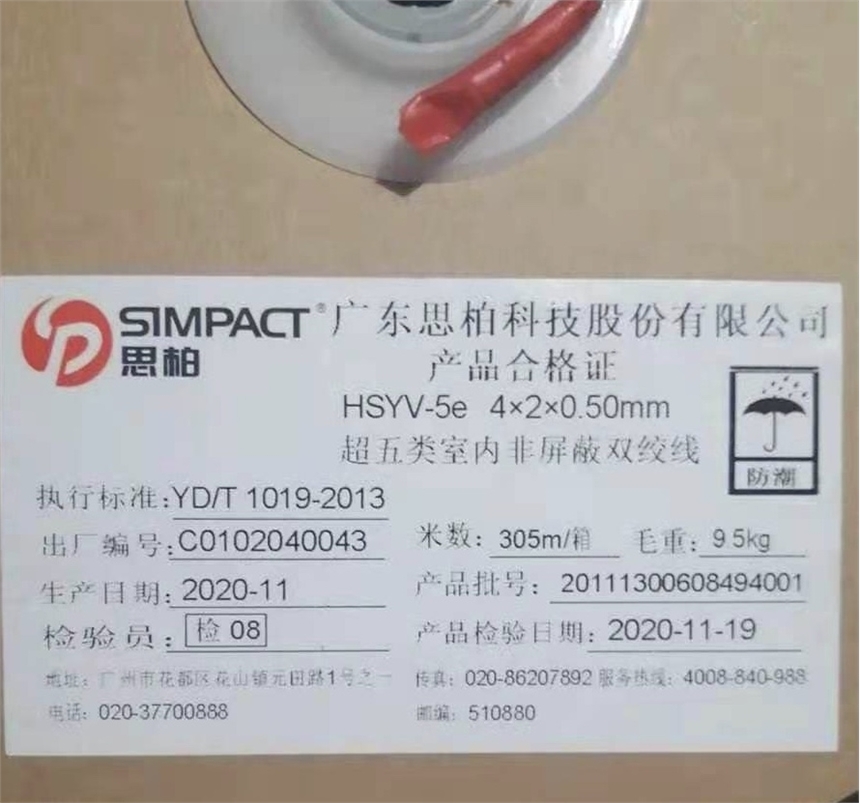 SIMPACT® 广东思柏科技股份有限公司
思柏
产品合格证
HSYV-5e 4×2×0.50mm
超五类室内非屏蔽双绞线
防潮
执行标准:YD/T 1019-2013
出厂编号:C0102040043
米数: 305m/箱 毛重: 9.5kg
生产日期: 2020-11
产品批号: 20111300608494001
检验员: 检 08
产品检验日期: 2020-11-19
地址: 广州市花都区花山镇元田路1号之一
传真: 020-86207892 服务热线: 4008-840-988
电话: 020-37700888
邮编: 510880